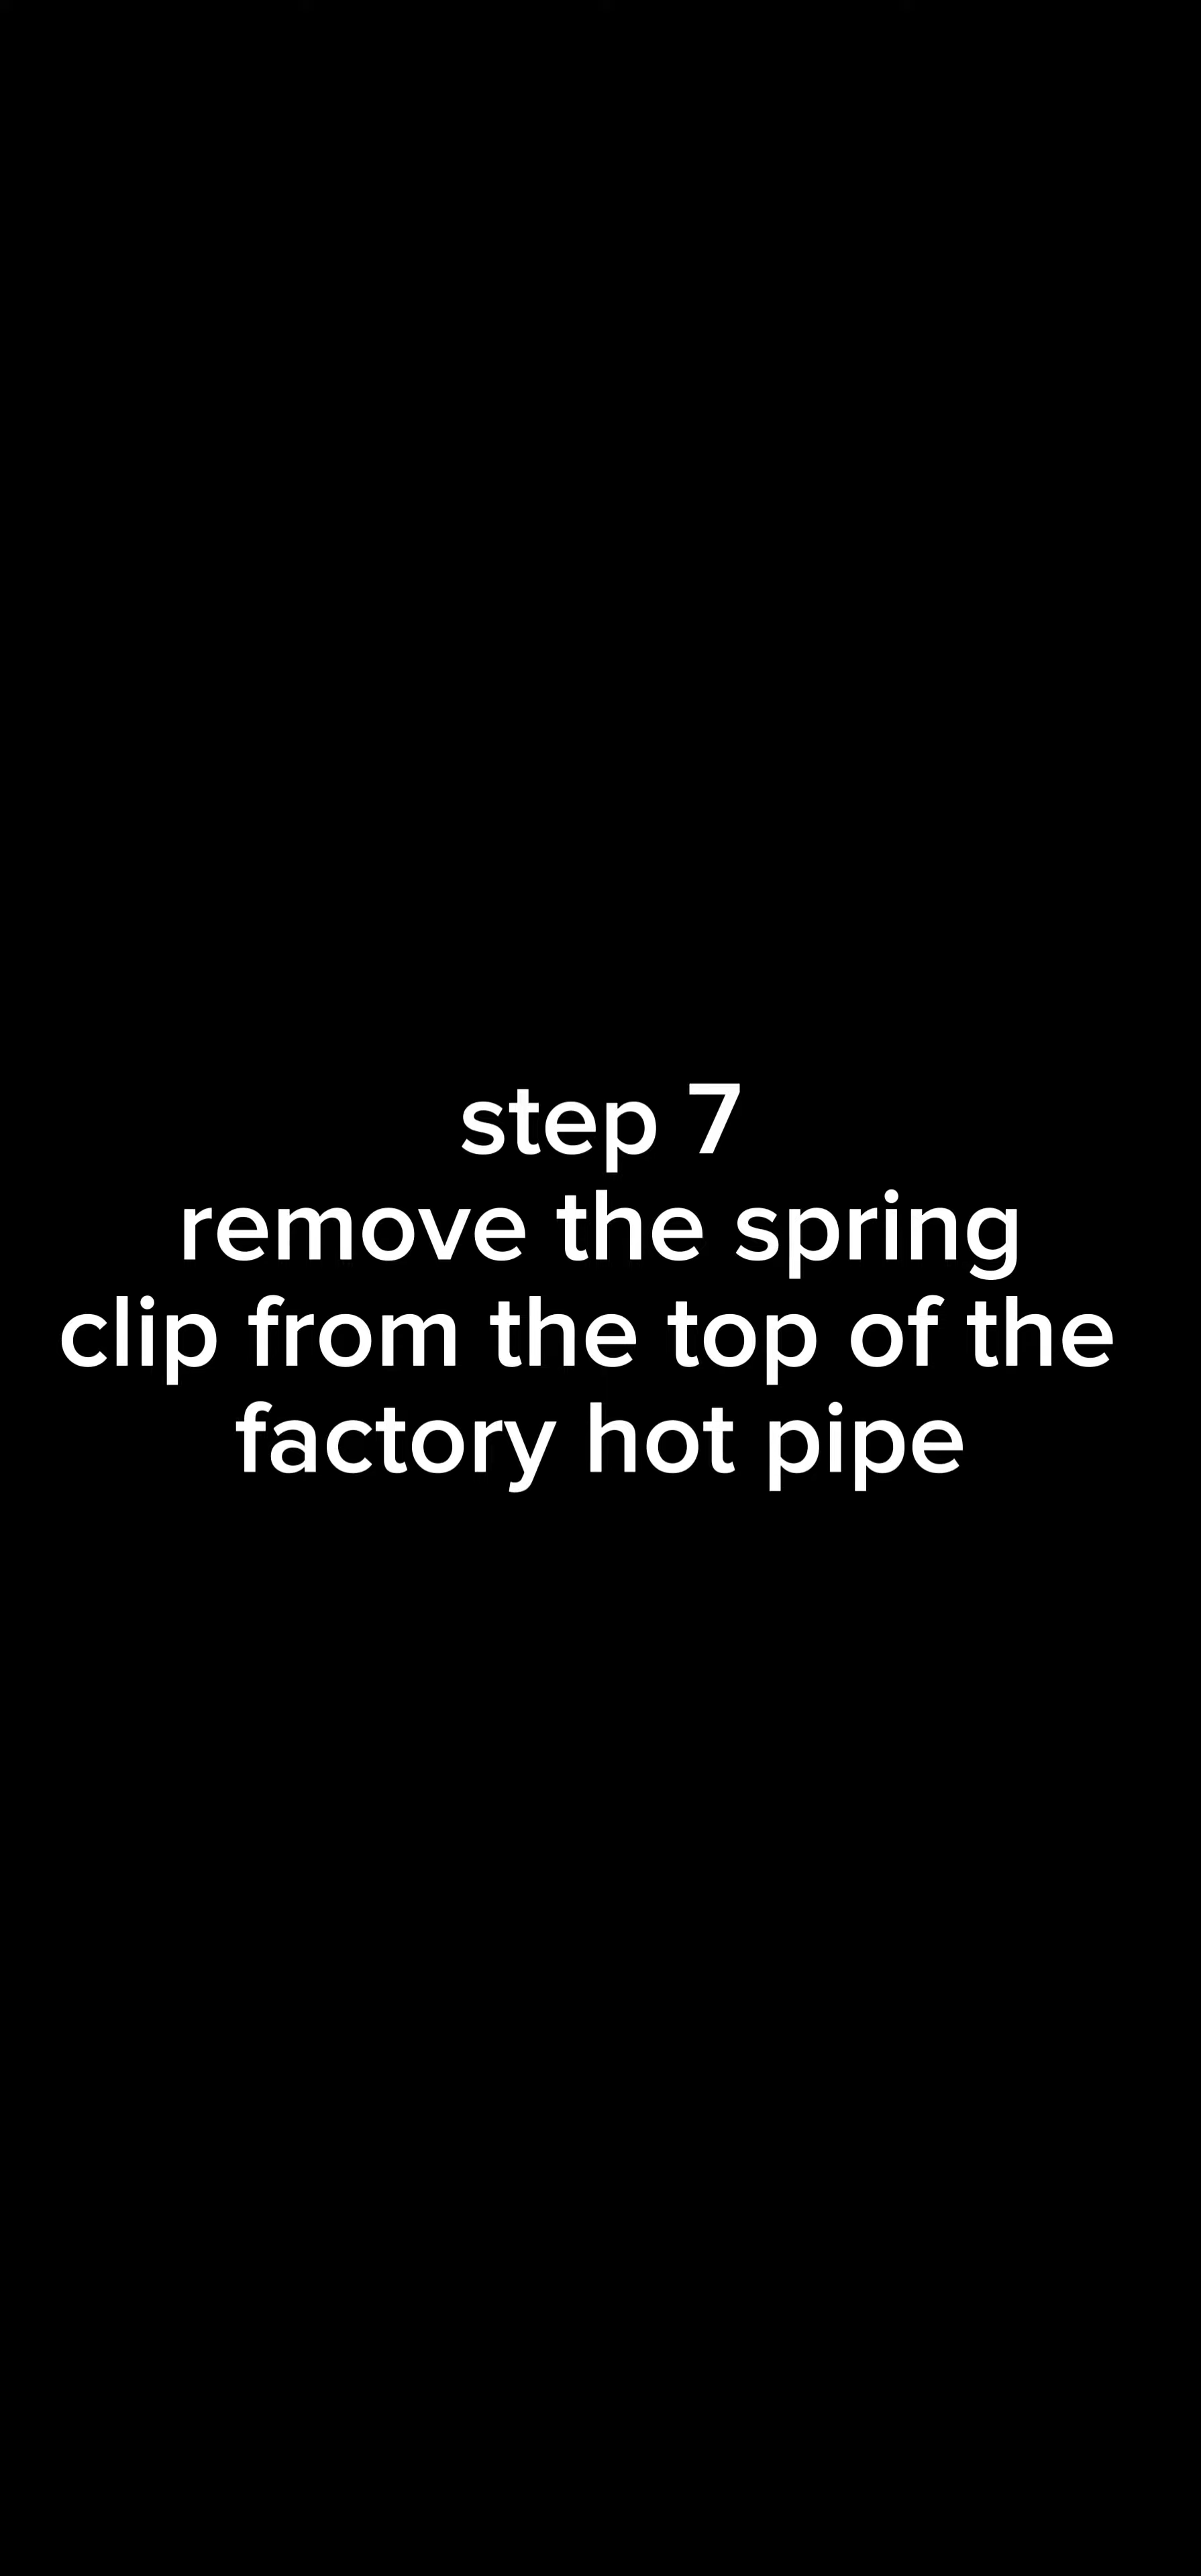 step 7
remove the spring
clip from the top of the
factory hot pipe